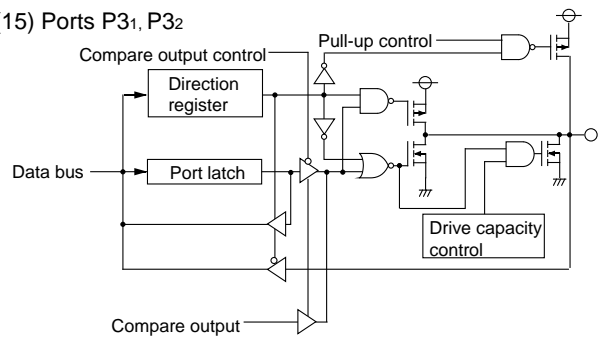 (15) Ports P3₁, P3₂
Pull-up control
Compare output control
Direction
register
Data bus
Port latch
Drive capacity
control
Compare output